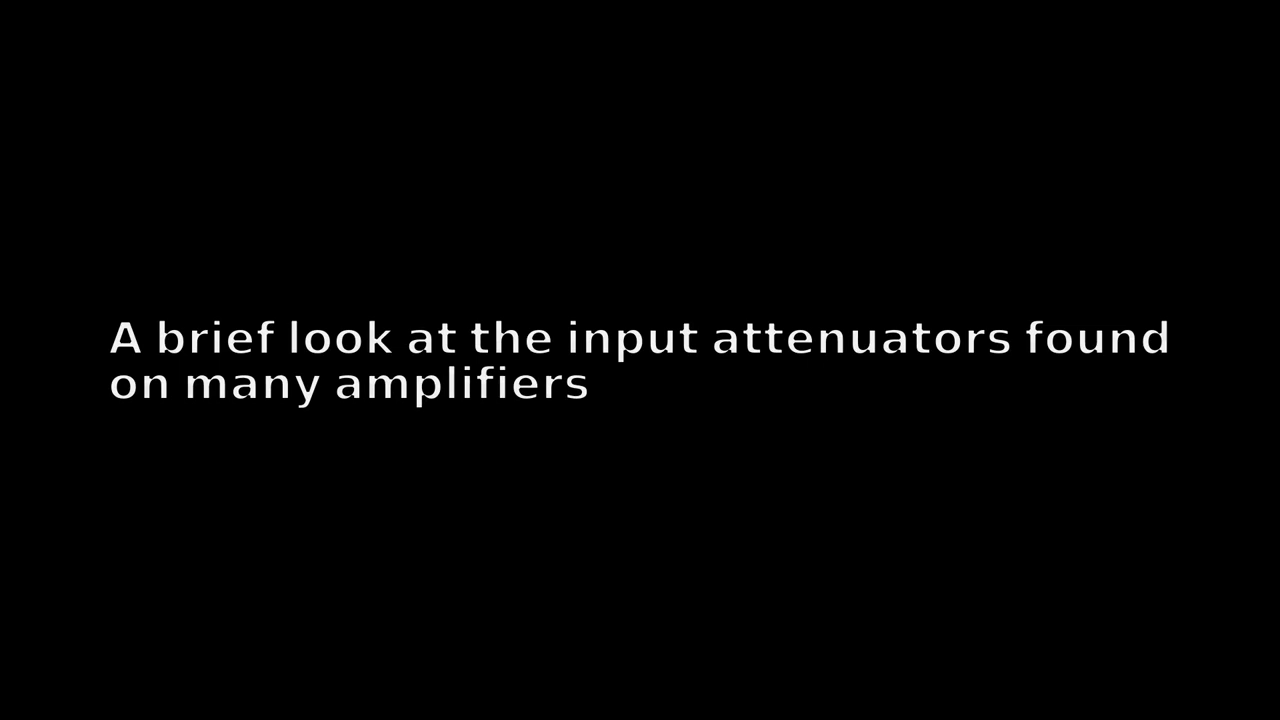 A brief look at the input attenuators found
on many amplifiers